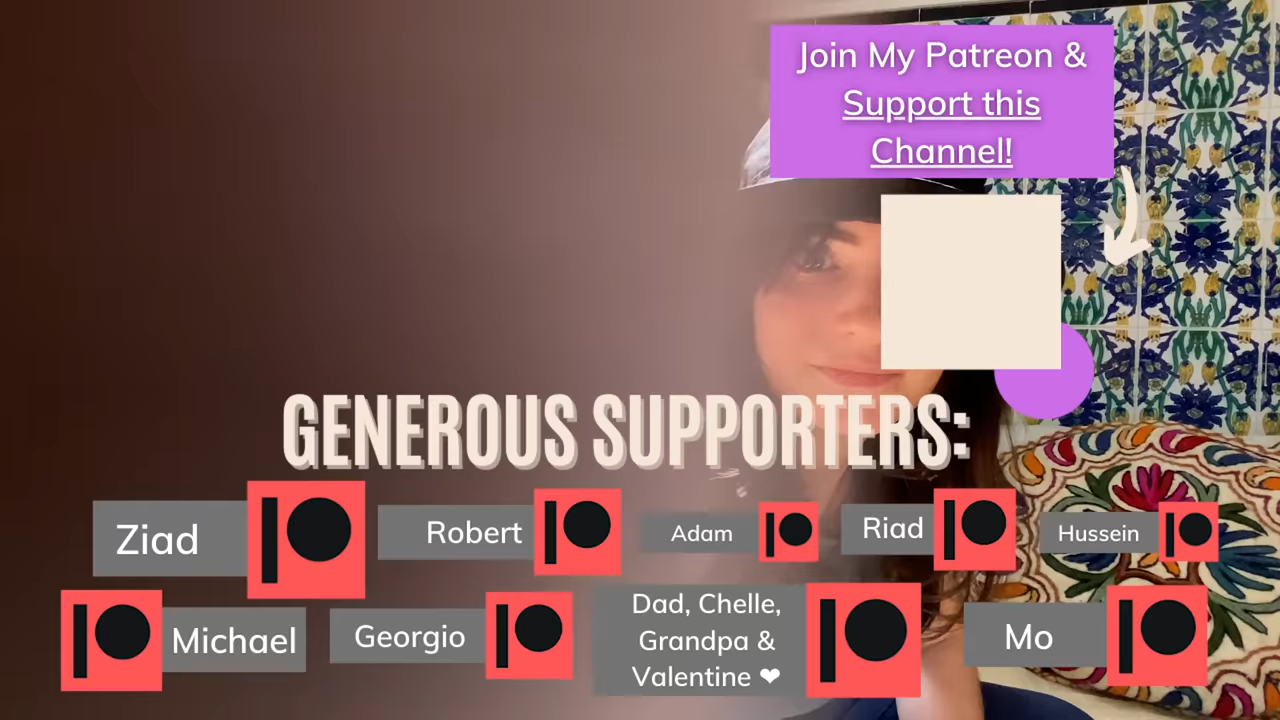 Join My Patreon &
Support this
Channel!
GENEROUS SUPPORTERS:
Ziad
Robert
Adam
Riad
Hussein
Michael
Georgio
Dad, Chelle,
Grandpa &
Valentine ❤
Mo